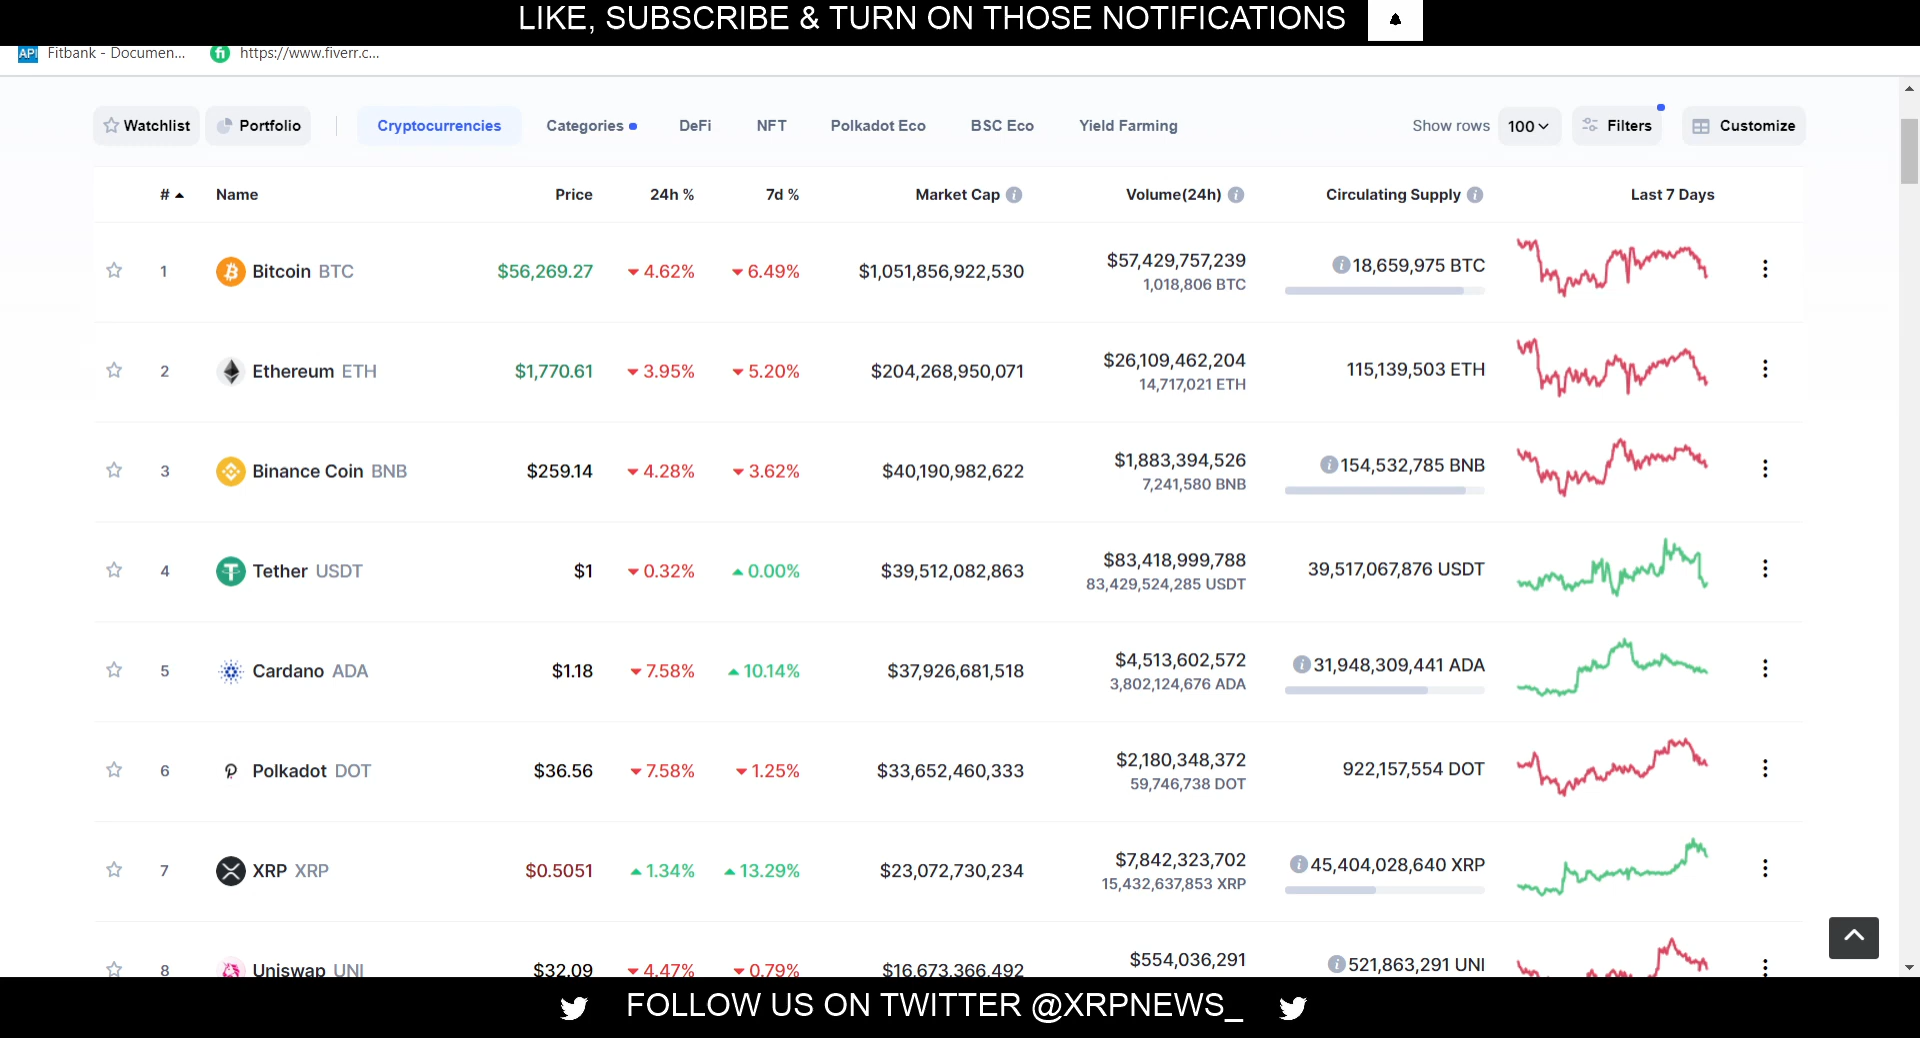 LIKE, SUBSCRIBE & TURN ON THOSE NOTIFICATIONS
API Fitbank - Documen... fi https://www.fiverr.c...
Watchlist Portfolio Cryptocurrencies Categories DeFi NFT Polkadot Eco BSC Eco Yield Farming Show rows 100 Filters Customize
# Name Price 24h % 7d % Market Cap Volume(24h) Circulating Supply Last 7 Days
1 Bitcoin BTC $56,269.27 4.62% 6.49% $1,051,856,922,530 $57,429,757,239 18,659,975 BTC
1,018,806 BTC
2 Ethereum ETH $1,770.61 3.95% 5.20% $204,268,950,071 $26,109,462,204 115,139,503 ETH
14,717,021 ETH
3 Binance Coin BNB $259.14 4.28% 3.62% $40,190,982,622 $1,883,394,526 154,532,785 BNB
7,241,580 BNB
4 Tether USDT $1 0.32% 0.00% $39,512,082,863 $83,418,999,788 39,517,067,876 USDT
83,429,524,285 USDT
5 Cardano ADA $1.18 7.58% 10.14% $37,926,681,518 $4,513,602,572 31,948,309,441 ADA
3,802,124,676 ADA
6 Polkadot DOT $36.56 7.58% 1.25% $33,652,460,333 $2,180,348,372 922,157,554 DOT
59,746,738 DOT
7 XRP XRP $0.5051 1.34% 13.29% $23,072,730,234 $7,842,323,702 45,404,028,640 XRP
15,432,637,853 XRP
8 Uniswap UNI $32.09 4.47% 0.79% $16,673,366,492 $554,036,291 521,863,291 UNI
FOLLOW US ON TWITTER @XRPNEWS_